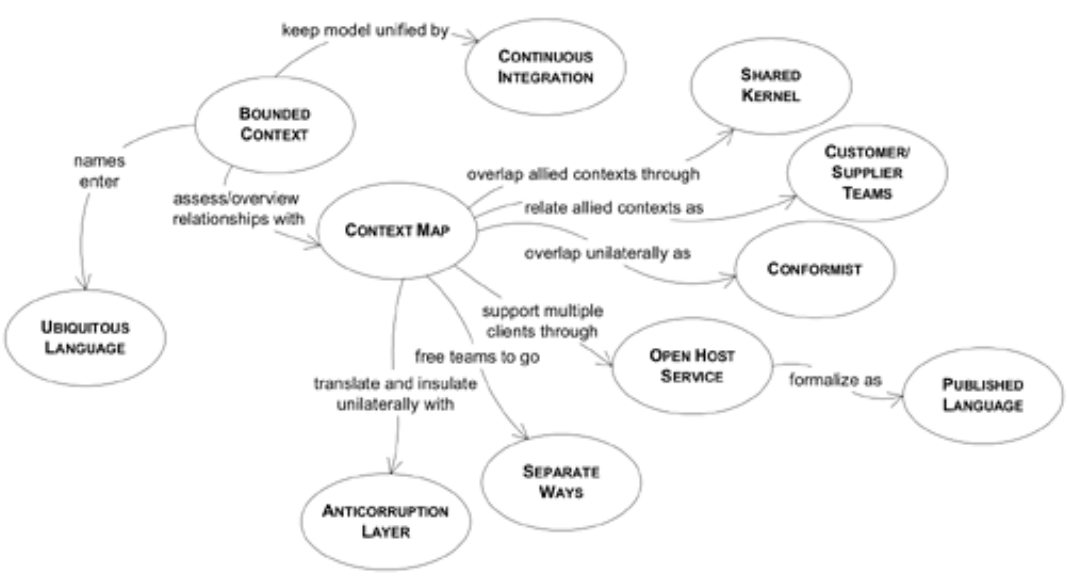 keep model unified by
CONTINUOUS
INTEGRATION
SHARED
KERNEL
BOUNDED
CONTEXT
names
enter
CUSTOMER/
SUPPLIER
TEAMS
overlap allied contexts through
assess/overview
relationships with
relate allied contexts as
CONTEXT MAP
overlap unilaterally as
CONFORMIST
support multiple
clients through
UBIQUITOUS
LANGUAGE
free teams to go
OPEN HOST
SERVICE
formalize as
PUBLISHED
LANGUAGE
translate and insulate
unilaterally with
SEPARATE
WAYS
ANTICORRUPTION
LAYER